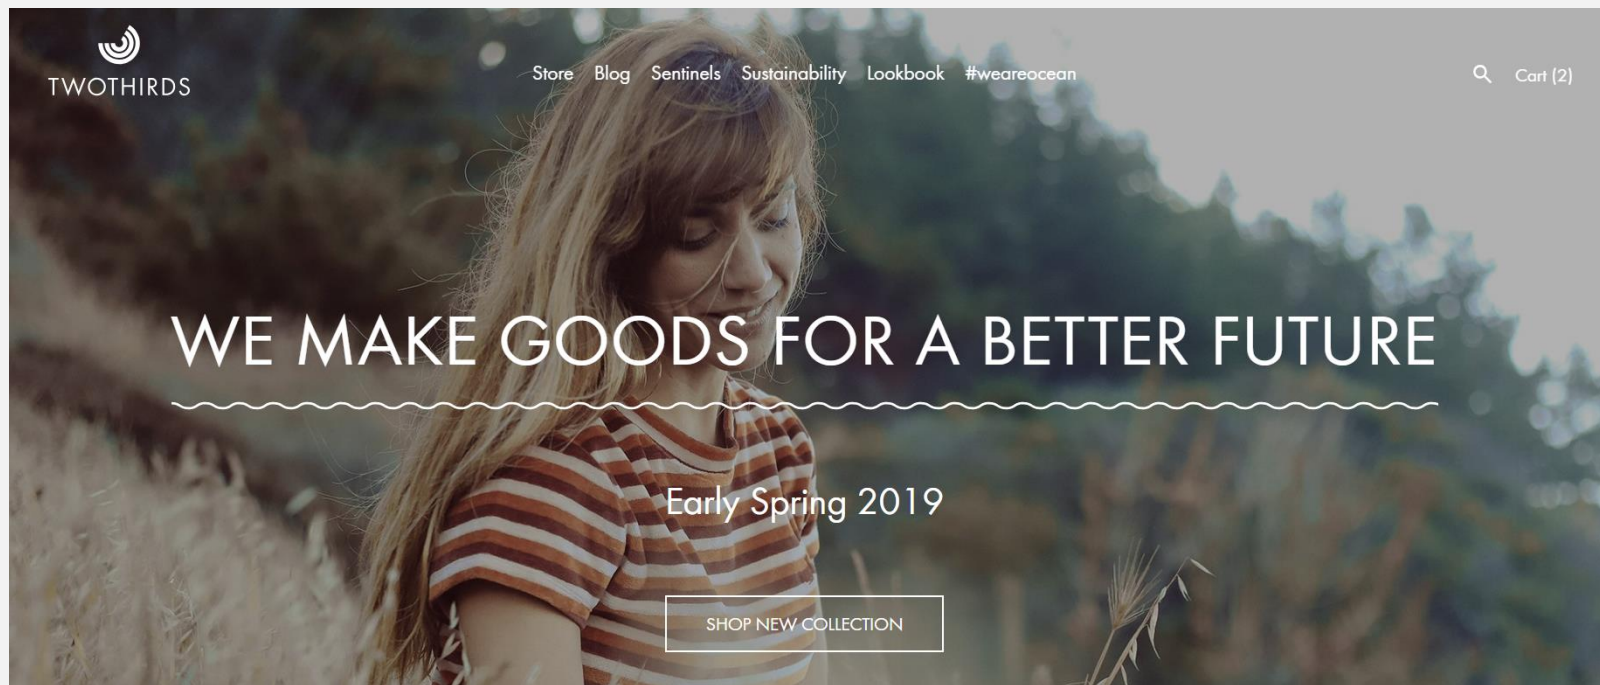 TWOTHIRDS
Store Blog Sentinels Sustainability Lookbook #weareocean
Cart (2)
WE MAKE GOODS FOR A BETTER FUTURE
Early Spring 2019
SHOP NEW COLLECTION